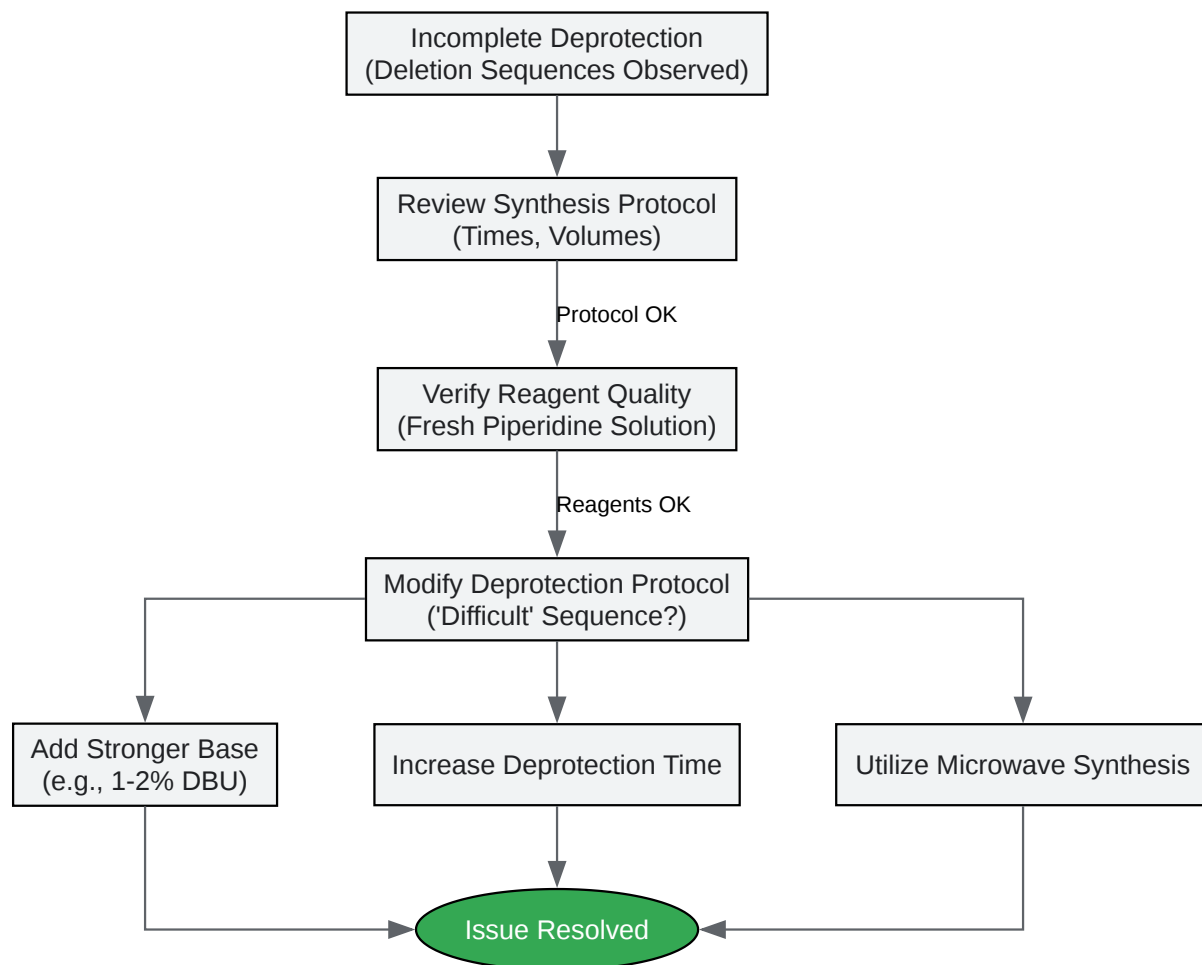 Incomplete Deprotection
(Deletion Sequences Observed)
Review Synthesis Protocol
(Times, Volumes)
Protocol OK
Verify Reagent Quality
(Fresh Piperidine Solution)
Reagents OK
Modify Deprotection Protocol
('Difficult' Sequence?)
Add Stronger Base
(e.g., 1-2% DBU)
Increase Deprotection Time
Utilize Microwave Synthesis
Issue Resolved